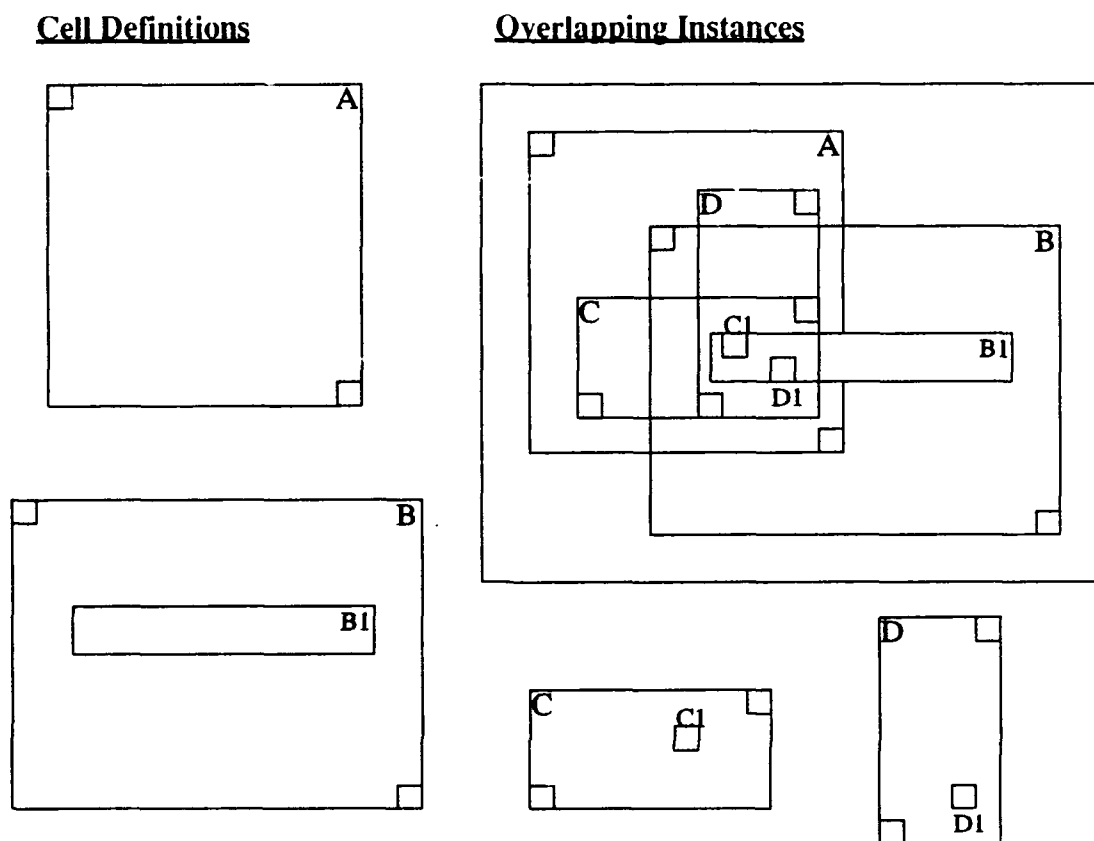 Cell Definitions
Overlapping Instances
A
A
D
B
C
C1
B1
D1
B
B1
D
C
C1
D1